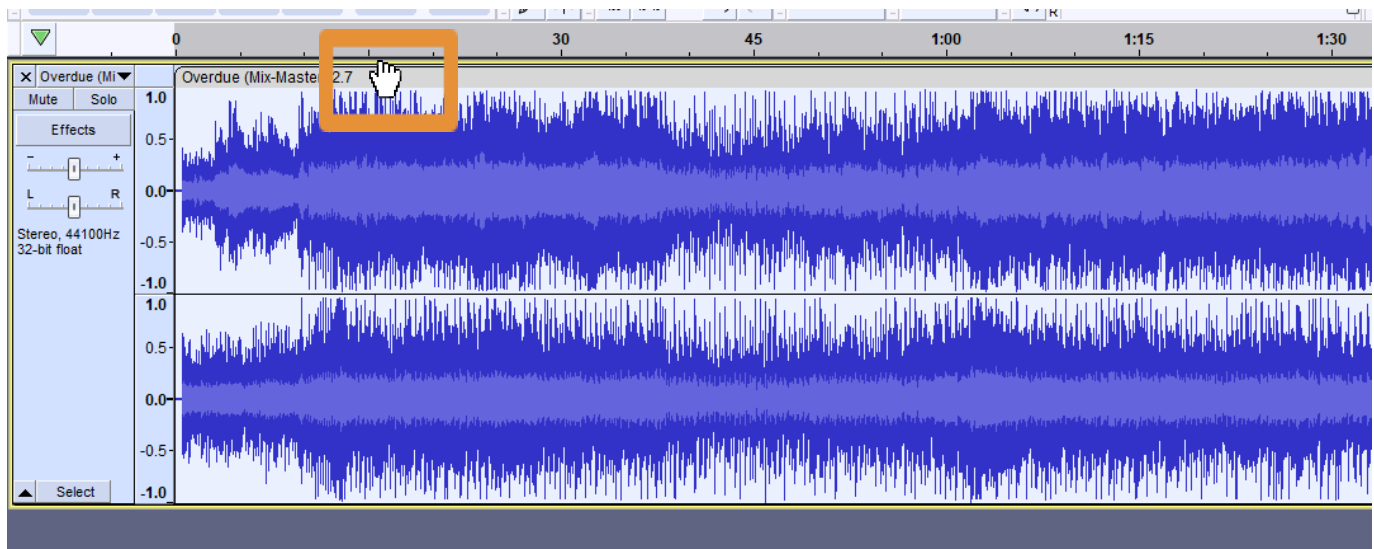 R
0 30 45 1:00 1:15 1:30
× Overdue (Mi
Overdue (Mix-Master 2.7
Mute Solo
Effects
- +
L R
Stereo, 44100Hz
32-bit float
Select
1.0
0.5-
0.0-
-0.5-
-1.0
1.0
0.5-
0.0-
-0.5-
-1.0